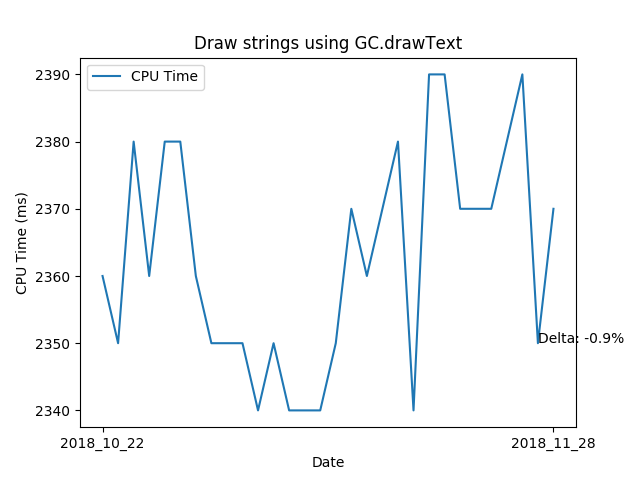 Draw strings using GC.drawText
CPU Time
2390
2380
2370
2360
2350
2340
CPU Time (ms)
Delta: -0.9%
2018_10_22
2018_11_28
Date